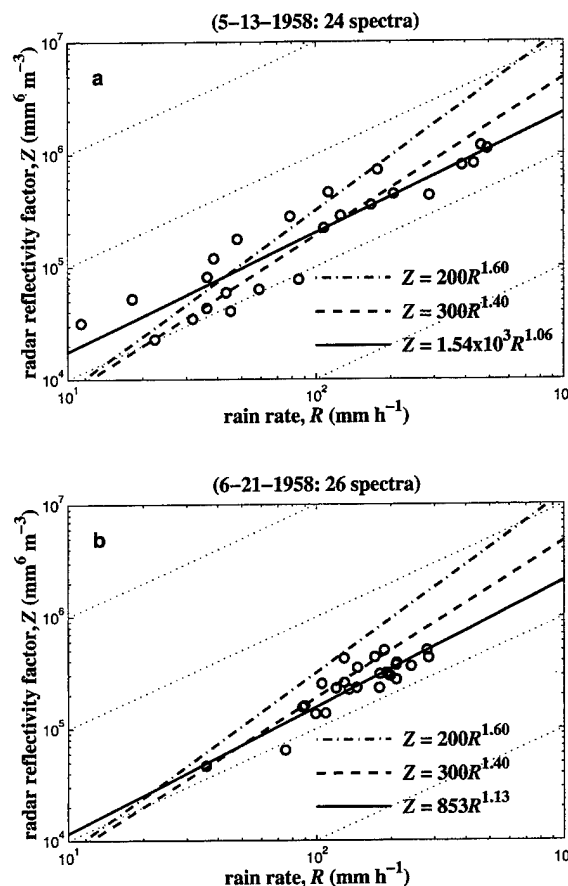 (5–13–1958: 24 spectra)
10⁷
a
10⁶
radar reflectivity factor, Z (mm⁶ m⁻³)
10⁵
Z = 200R^1.60
Z = 300R^1.40
Z = 1.54x10³R^1.06
10⁴
10¹
10²
10
rain rate, R (mm h⁻¹)
(6–21–1958: 26 spectra)
10⁷
b
10⁶
radar reflectivity factor, Z (mm⁶ m⁻³)
10⁵
Z = 200R^1.60
Z = 300R^1.40
Z = 853R^1.13
10⁴
10¹
10²
10
rain rate, R (mm h⁻¹)